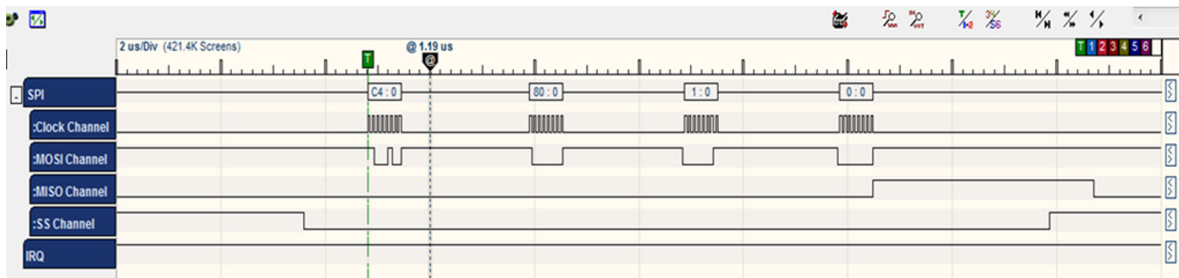 2 us/Div (421.4K Screens) @ 1.19 us
T 1 2 3 4 5 6
T
@
SPI C4 : 0 80 : 0 1 : 0 0 : 0
:Clock Channel
:MOSI Channel
:MISO Channel
:SS Channel
IRQ